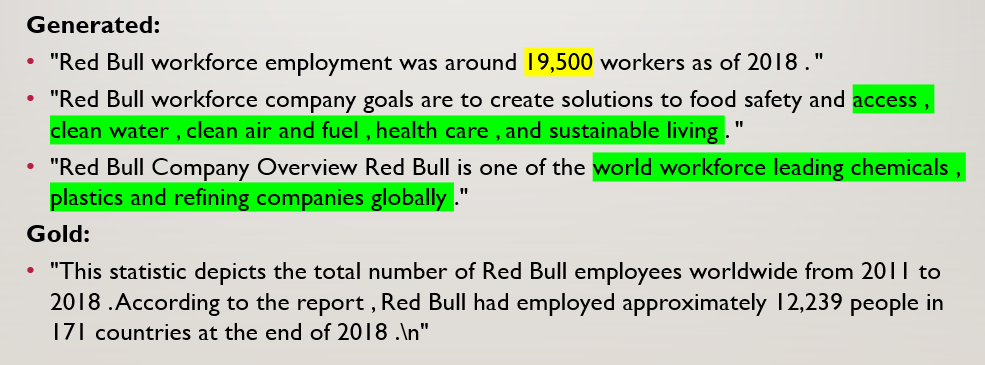 Generated:
• "Red Bull workforce employment was around 19,500 workers as of 2018 . "
• "Red Bull workforce company goals are to create solutions to food safety and access ,
clean water , clean air and fuel , health care , and sustainable living . "
• "Red Bull Company Overview Red Bull is one of the world workforce leading chemicals ,
plastics and refining companies globally ."
Gold:
• "This statistic depicts the total number of Red Bull employees worldwide from 2011 to
2018 . According to the report , Red Bull had employed approximately 12,239 people in
171 countries at the end of 2018 .\n"